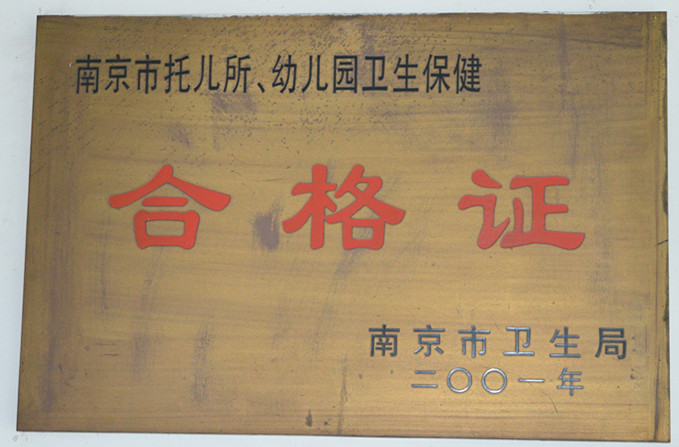 南京市托儿所、幼儿园卫生保健
合格证
南京市卫生局
二〇〇一年